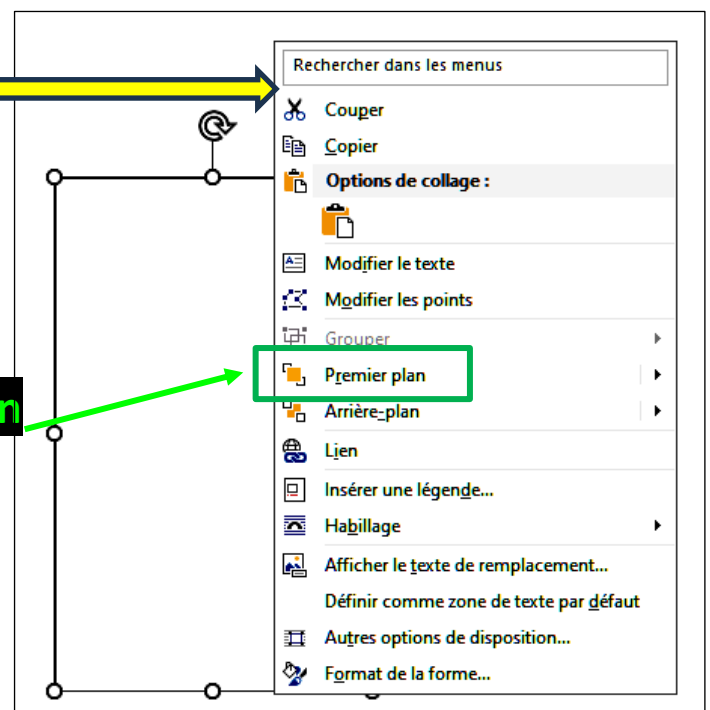 Rechercher dans les menus
Couper
Copier
Options de collage :
Modifier le texte
Modifier les points
Grouper
Premier plan
n
Arrière-plan
Lien
Insérer une légende...
Habillage
Afficher le texte de remplacement...
Définir comme zone de texte par défaut
Autres options de disposition...
Format de la forme...